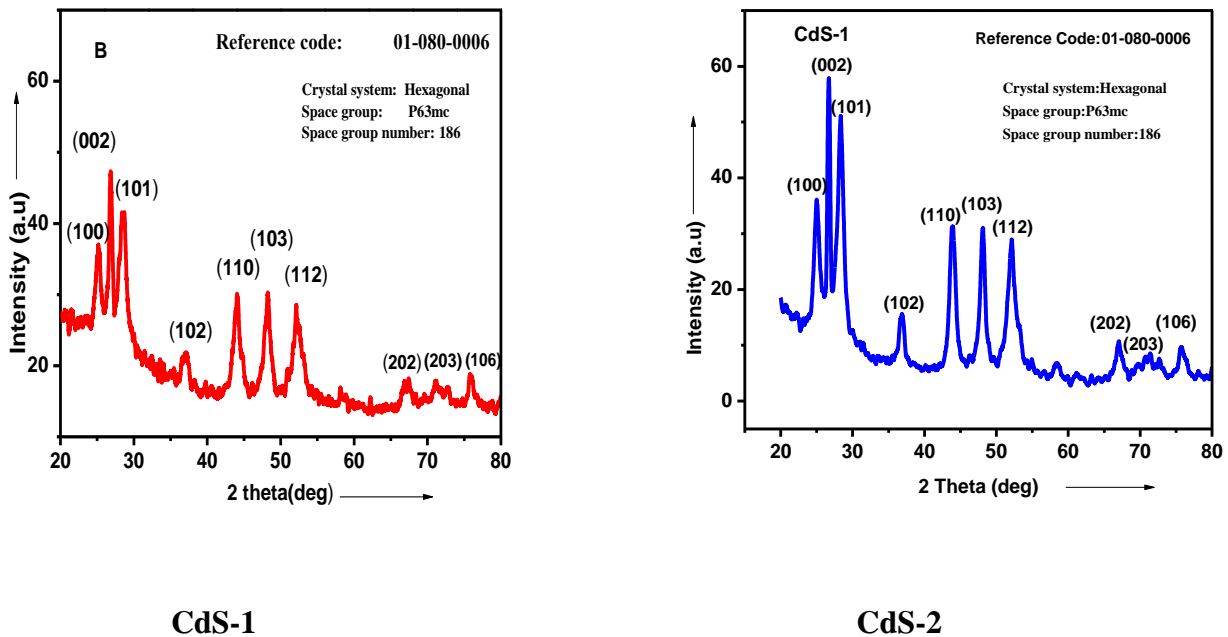 B
Reference code: 01-080-0006
Crystal system: Hexagonal
Space group: P63mc
Space group number: 186
(002)
(101)
(100)
(103)
(110)
(112)
(102)
(202)
(203)
(106)
60
40
20
Intensity (a.u)
20 30 40 50 60 70 80
2 theta(deg)
CdS-1
CdS-1
Reference Code:01-080-0006
Crystal system:Hexagonal
Space group:P63mc
Space group number:186
(002)
(101)
(100)
(103)
(110)
(112)
(102)
(202)
(203)
(106)
60
40
20
0
Intensity (a.u)
20 30 40 50 60 70 80
2 Theta (deg)
CdS-2